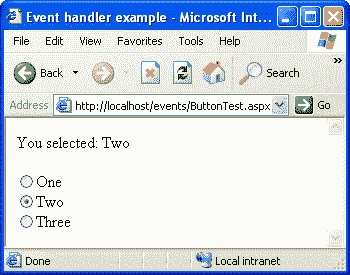 Event handler example - Microsoft Int...
File Edit View Favorites Tools Help
Back Search
Address http://localhost/events/ButtonTest.aspx Go
You selected: Two
One
Two
Three
Done Local intranet